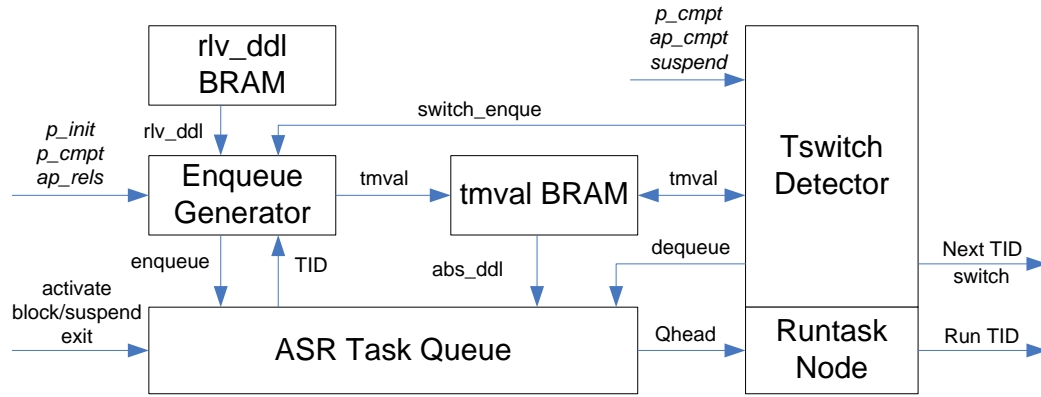 rlv_ddl
BRAM
p_cmpt
ap_cmpt
suspend
switch_enque
p_init
p_cmpt
ap_rels
rlv_ddl
Enqueue
Generator
tmval
tmval BRAM
tmval
Tswitch
Detector
enqueue
TID
abs_ddl
dequeue
Next TID
switch
activate
block/suspend
exit
ASR Task Queue
Qhead
Runtask
Node
Run TID